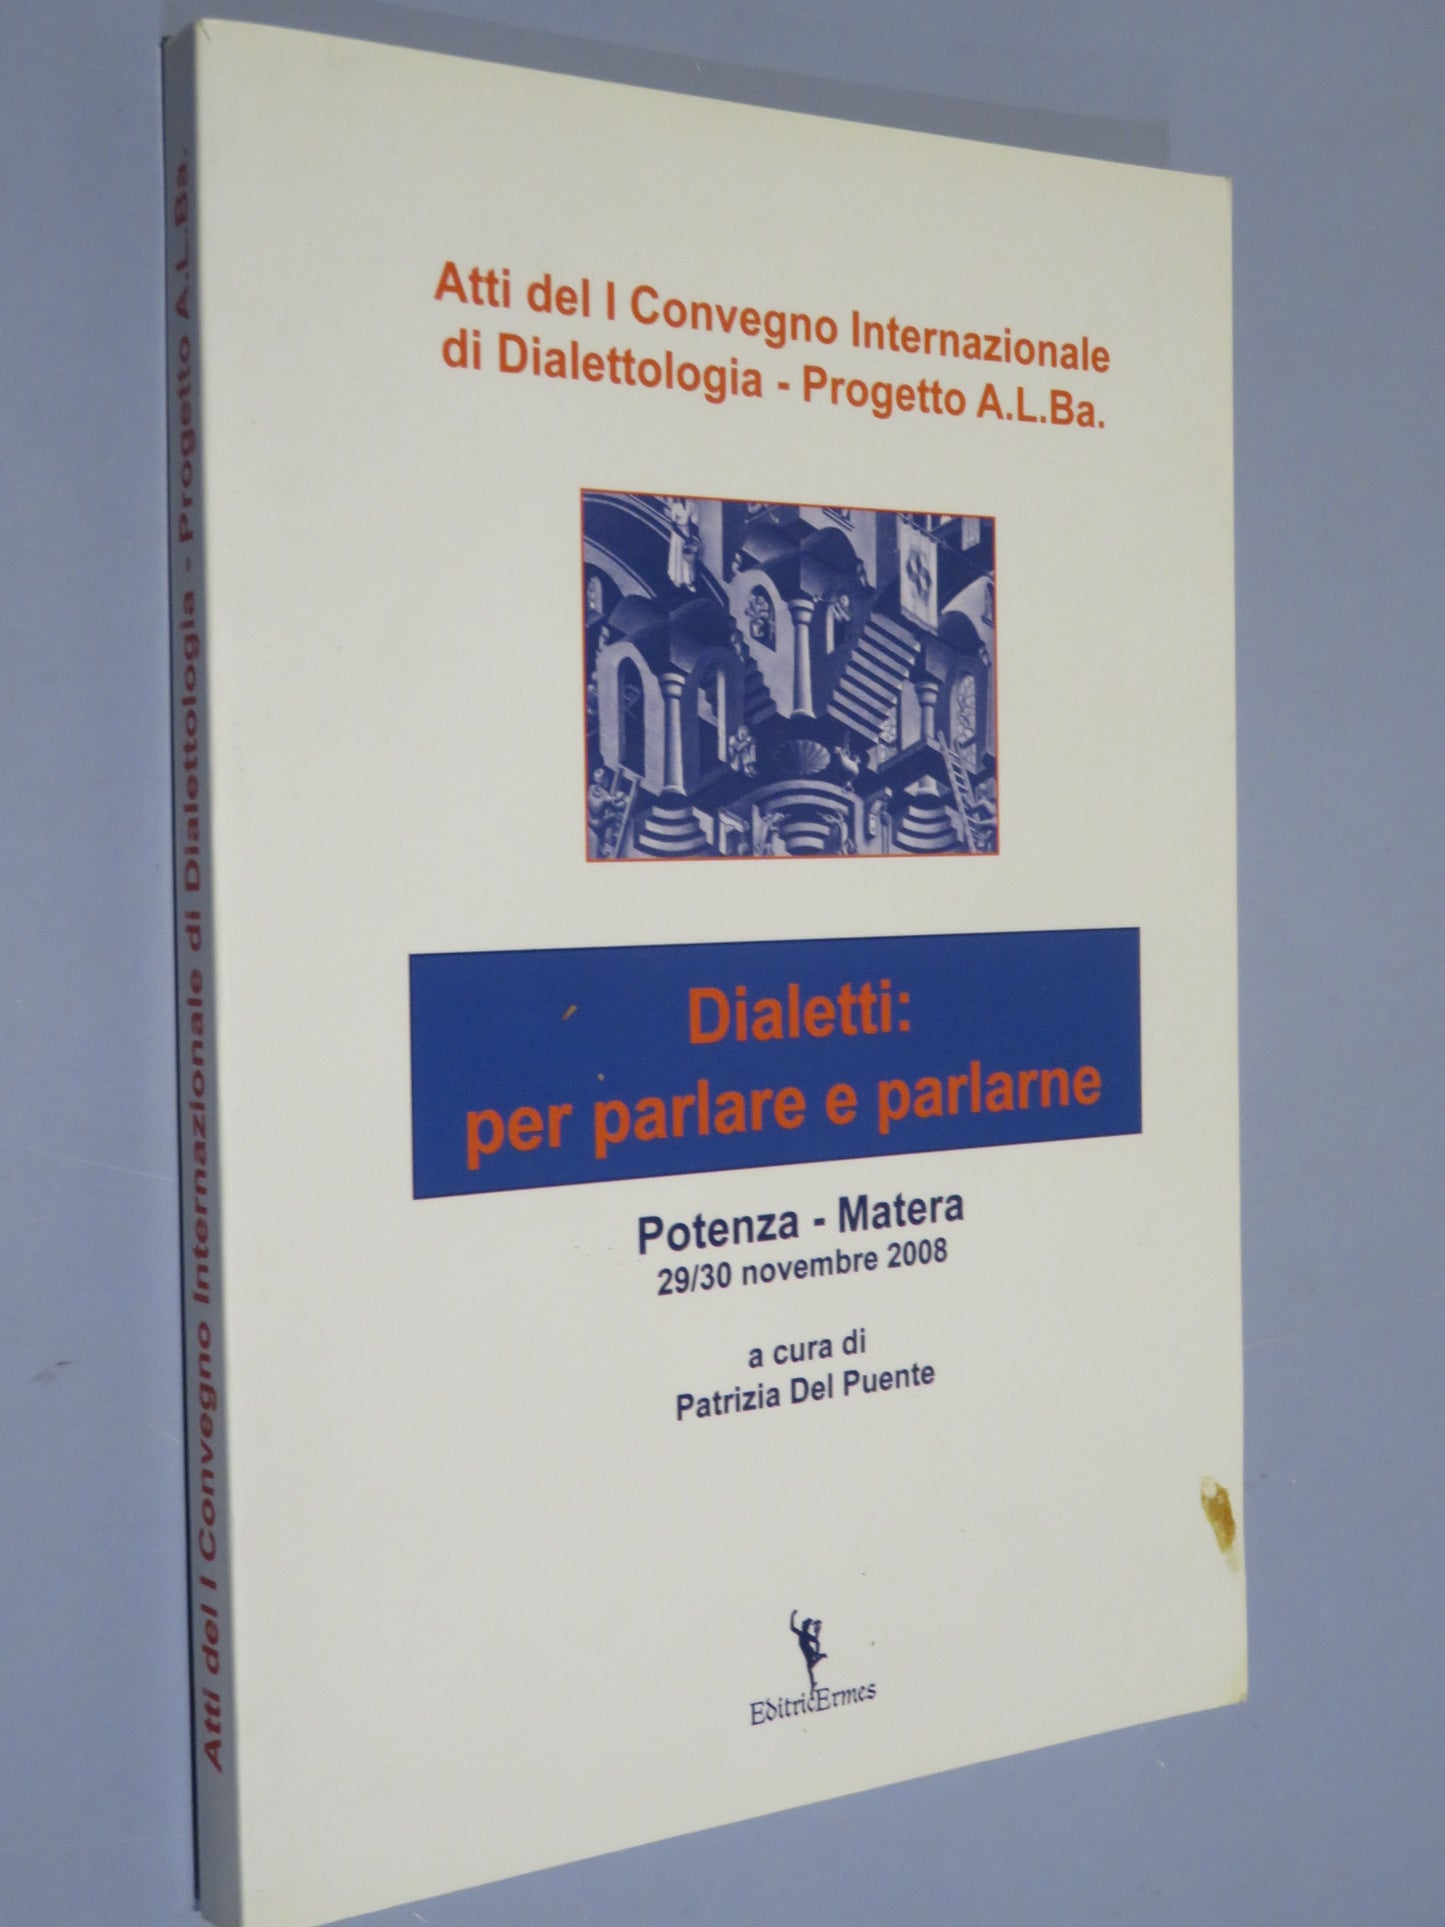 Atti del I Convegno Internazionale di Dialettologia - Progetto A.L.Ba.
Atti del I Convegno Internazionale
di Dialettologia - Progetto A.L.Ba.
Dialetti:
per parlare e parlarne
Potenza - Matera
29/30 novembre 2008
a cura di
Patrizia Del Puente
EditricErmes